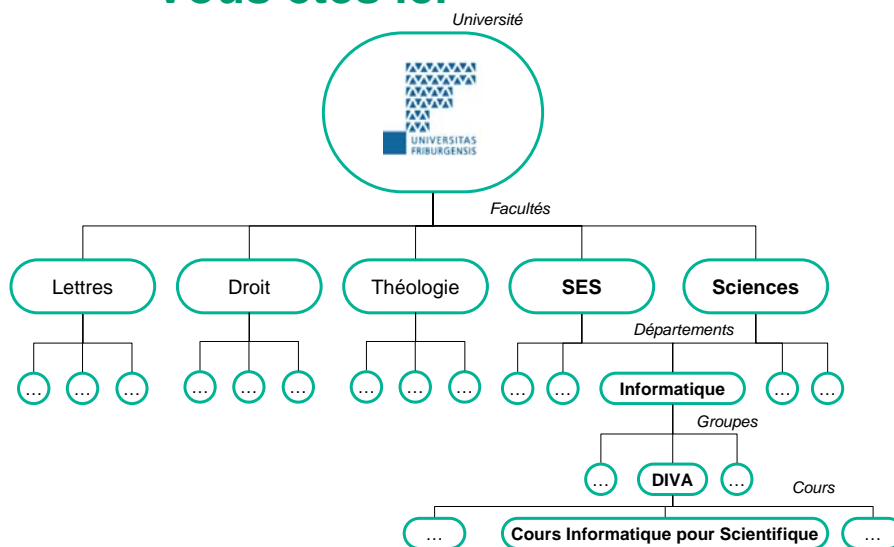 Université
UNIVERSITAS
FRIBURGENSIS
Facultés
Lettres
Droit
Théologie
SES
Sciences
Départements
… … … … … … … … … … … Informatique … …
Groupes
… DIVA …
Cours
… Cours Informatique pour Scientifique …